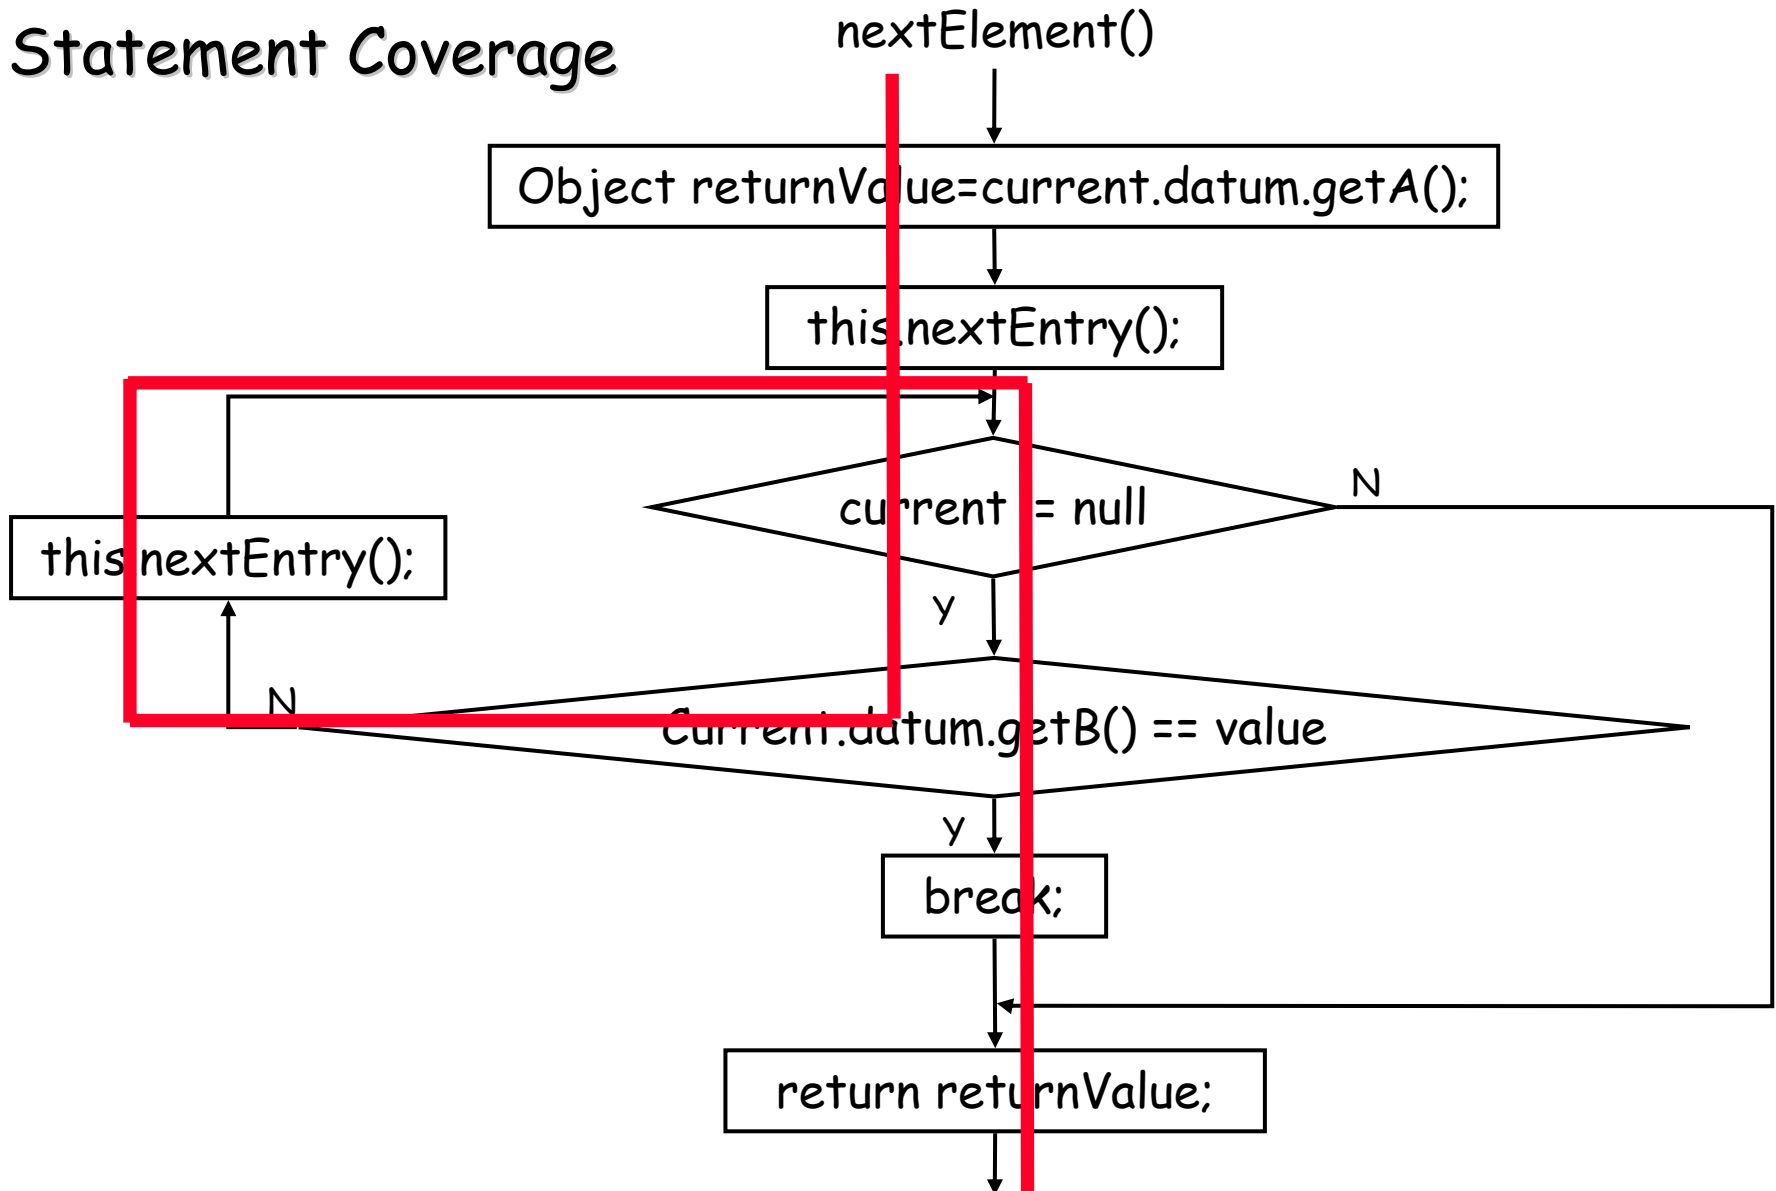 Statement Coverage
nextElement()
Object returnValue=current.datum.getA();
this.nextEntry();
current != null
N
this.nextEntry();
Y
N
Current.datum.getB() == value
Y
break;
return returnValue;